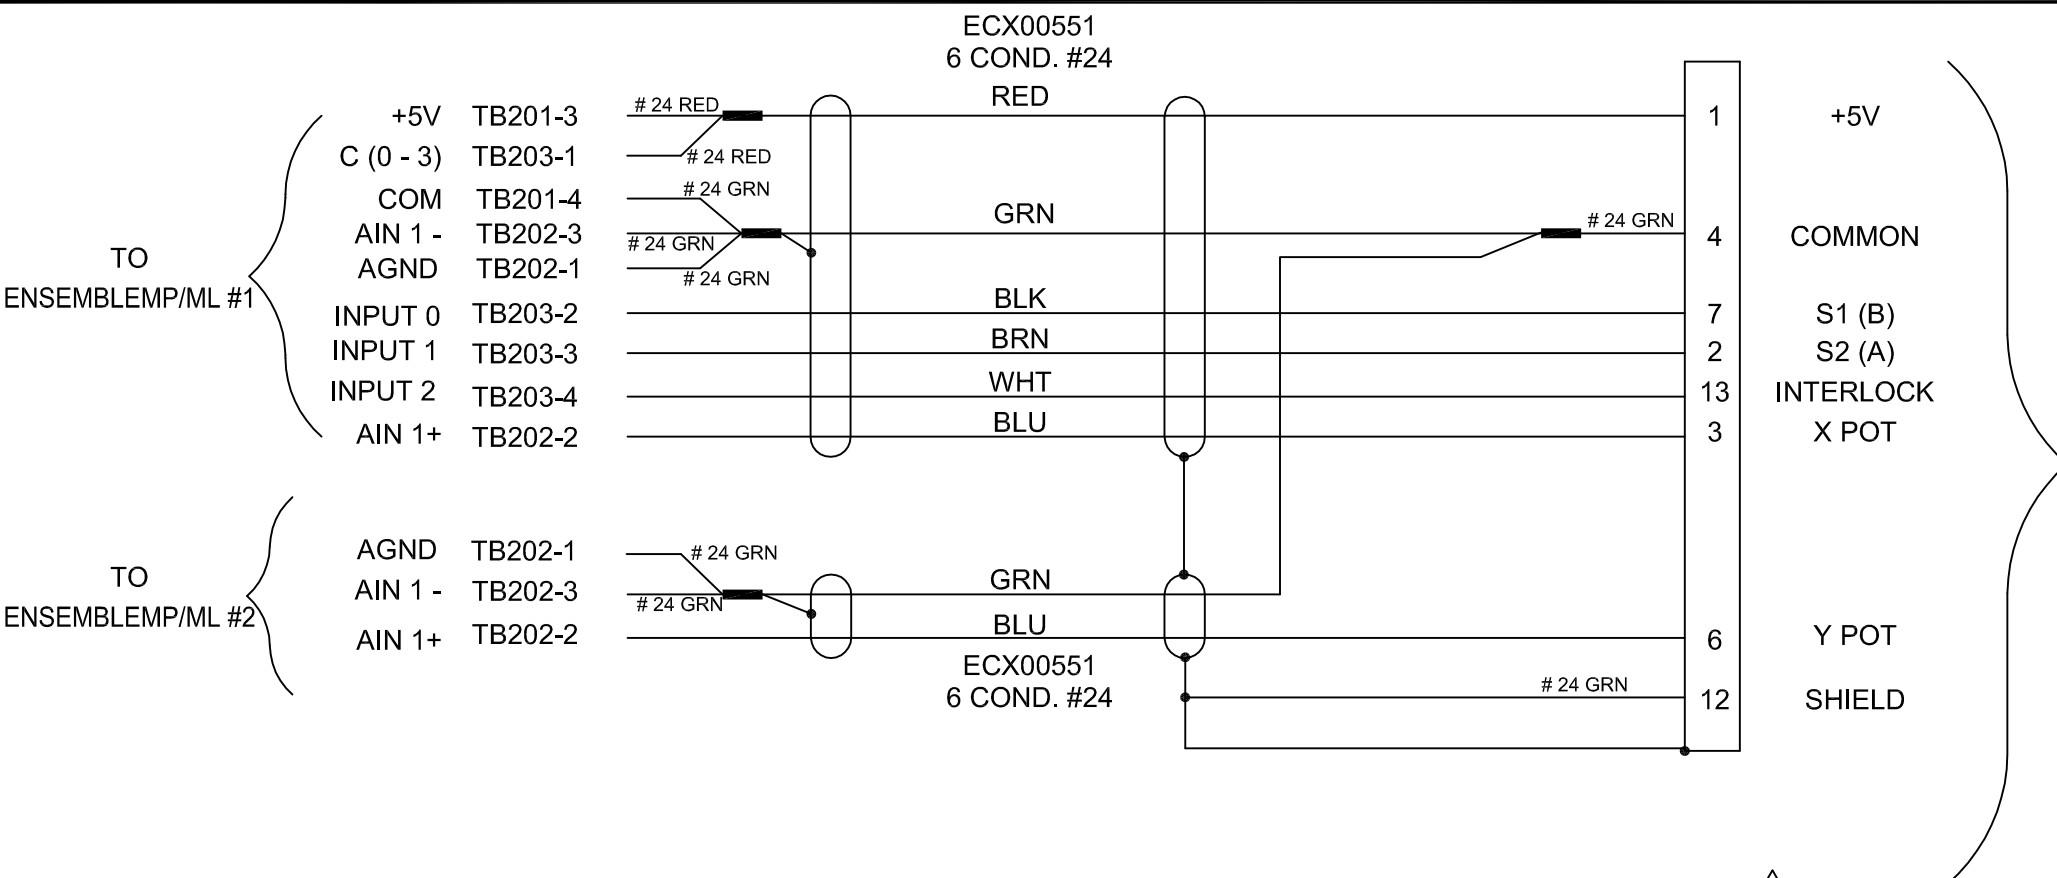 ECX00551
6 COND. #24
RED
+5V TB201-3 # 24 RED 1 +5V
C (0 - 3) TB203-1 # 24 RED
COM TB201-4 # 24 GRN
GRN
AIN 1 - TB202-3 # 24 GRN # 24 GRN 4 COMMON
AGND TB202-1 # 24 GRN
TO
ENSEMBLEMP/ML #1
BLK
INPUT 0 TB203-2 7 S1 (B)
BRN
INPUT 1 TB203-3 2 S2 (A)
WHT
INPUT 2 TB203-4 13 INTERLOCK
BLU
AIN 1+ TB202-2 3 X POT
AGND TB202-1 # 24 GRN
TO
ENSEMBLEMP/ML #2
GRN
AIN 1 - TB202-3 # 24 GRN
BLU
AIN 1+ TB202-2 6 Y POT
ECX00551
6 COND. #24
# 24 GRN 12 SHIELD